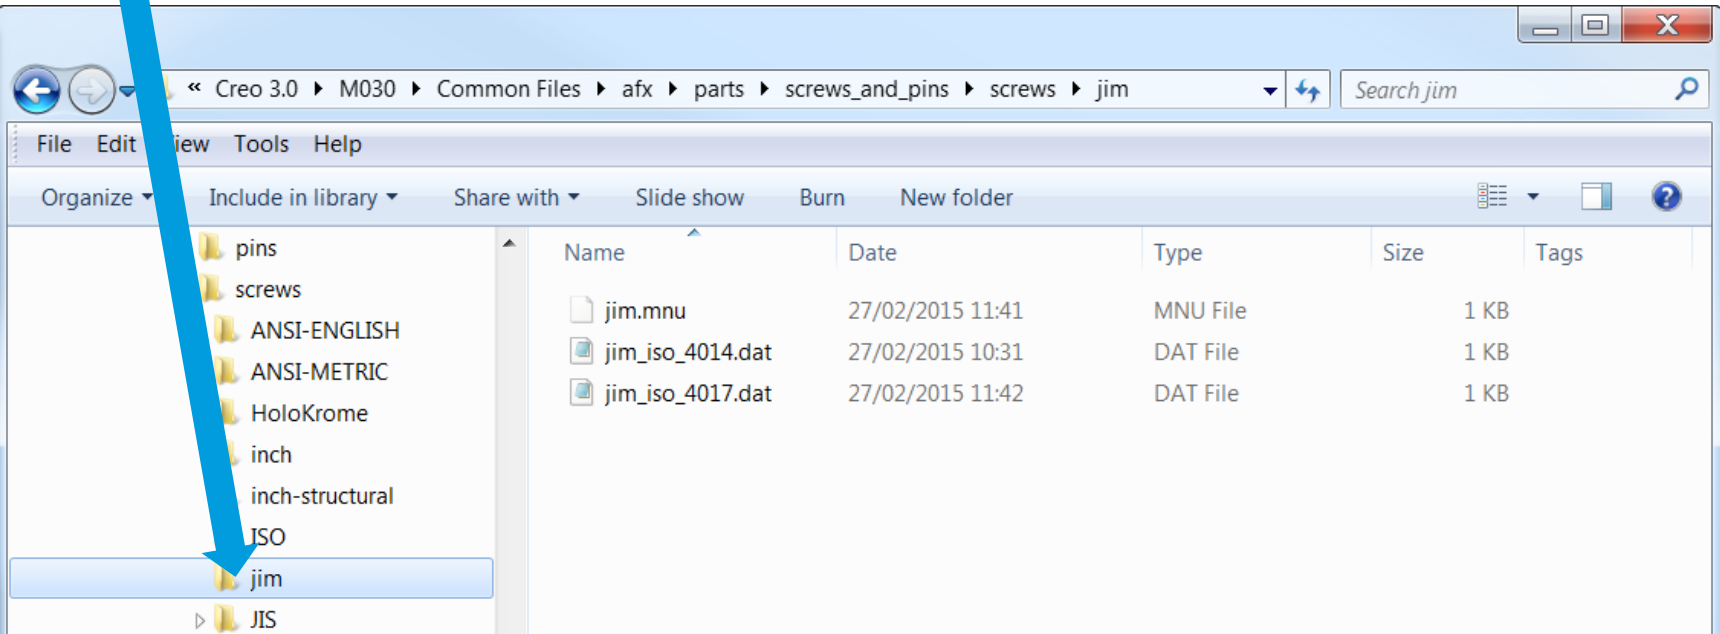 « Creo 3.0 M030 Common Files afx parts screws_and_pins screws jim Search jim
File Edit iew Tools Help
Organize Include in library Share with Slide show Burn New folder
pins
screws
ANSI-ENGLISH
ANSI-METRIC
HoloKrome
inch
inch-structural
ISO
jim
JIS
Name Date Type Size Tags
jim.mnu 27/02/2015 11:41 MNU File 1 KB
jim_iso_4014.dat 27/02/2015 10:31 DAT File 1 KB
jim_iso_4017.dat 27/02/2015 11:42 DAT File 1 KB